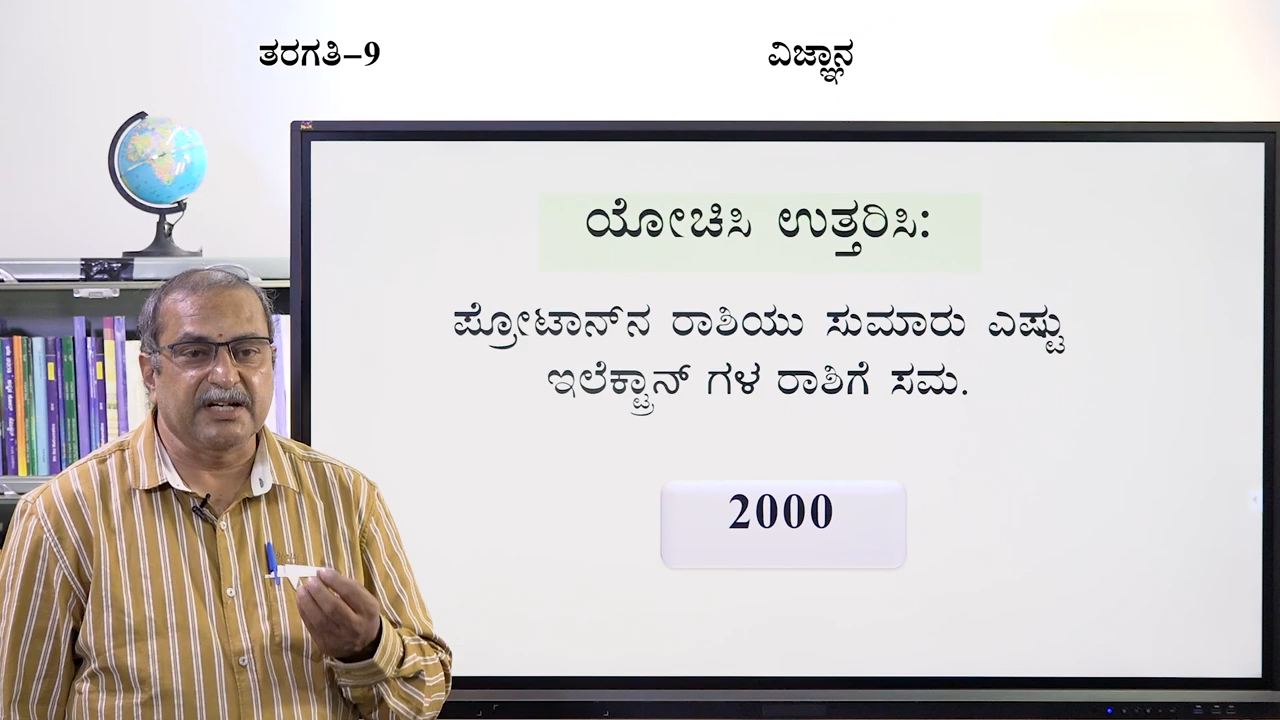 ತರಗತಿ–9
ವಿಜ್ಞಾನ
ಯೋಚಿಸಿ ಉತ್ತರಿಸಿ:
ಪ್ರೋಟಾನ್‌ನ ರಾಶಿಯು ಸುಮಾರು ಎಷ್ಟು
ಇಲೆಕ್ಟ್ರಾನ್ ಗಳ ರಾಶಿಗೆ ಸಮ.
2000